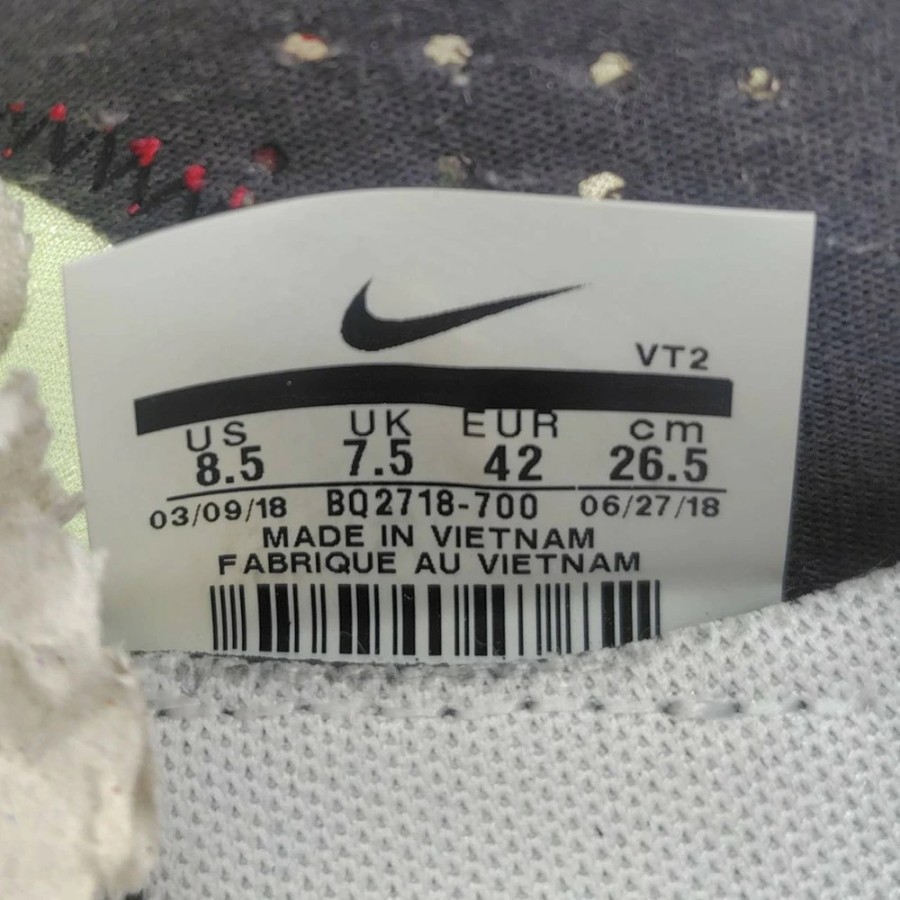 VT2
US UK EUR cm
8.5 7.5 42 26.5
03/09/18 BQ2718-700 06/27/18
MADE IN VIETNAM
FABRIQUE AU VIETNAM